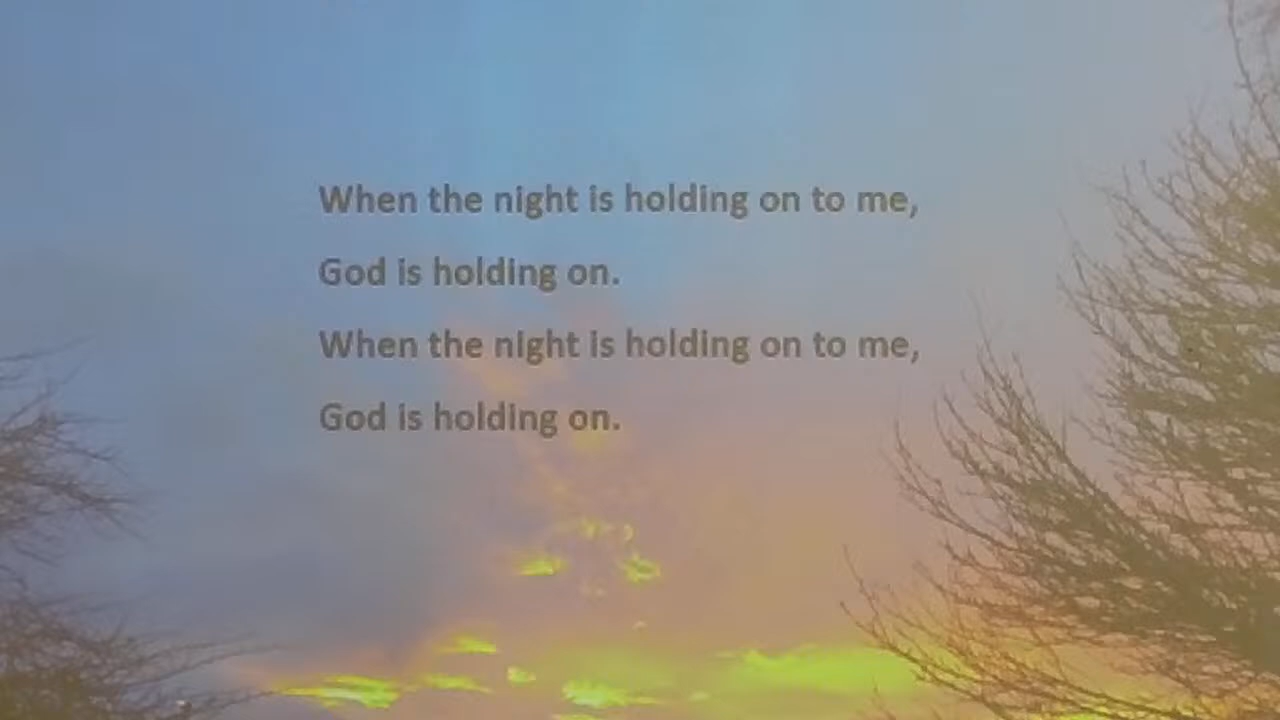 When the night is holding on to me,
God is holding on.
When the night is holding on to me,
God is holding on.